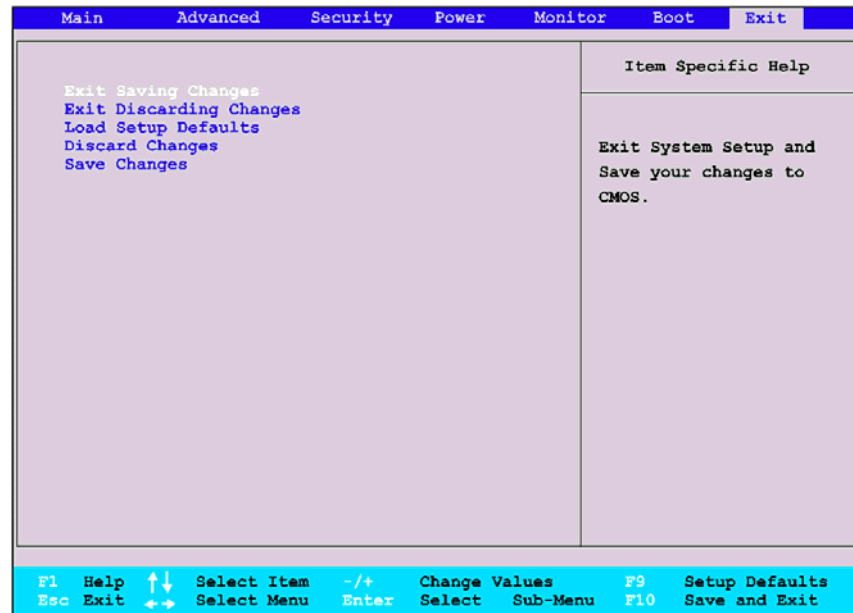 Main Advanced Security Power Monitor Boot Exit
Item Specific Help
Exit Saving Changes
Exit Discarding Changes
Load Setup Defaults
Discard Changes
Save Changes
Exit System Setup and
Save your changes to
CMOS.
F1 Help ↑↓ Select Item -/+ Change Values F9 Setup Defaults
Esc Exit ←→ Select Menu Enter Select Sub-Menu F10 Save and Exit